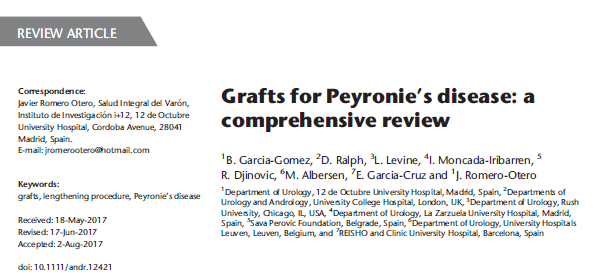 REVIEW ARTICLE
Correspondence:
Javier Romero Otero, Salud Integral del Varón,
Instituto de Investigación i+12, 12 de Octubre
University Hospital, Cordoba Avenue, 28041
Madrid, Spain.
E-mail: jromerootero@hotmail.com
Keywords:
grafts, lengthening procedure, Peyronie's disease
Received: 18-May-2017
Revised: 17-Jun-2017
Accepted: 2-Aug-2017
doi: 10.1111/andr.12421
Grafts for Peyronie's disease: a
comprehensive review
1B. Garcia-Gomez, 2D. Ralph, 3L. Levine, 4I. Moncada-Iribarren, 5
R. Djinovic, 6M. Albersen, 7E. Garcia-Cruz and 1J. Romero-Otero
1Department of Urology, 12 de Octubre University Hospital, Madrid, Spain, 2Departments of
Urology and Andrology, University College Hospital, London, UK, 3Department of Urology, Rush
University, Chicago, IL, USA, 4Department of Urology, La Zarzuela University Hospital, Madrid,
Spain, 5Sava Perovic Foundation, Belgrade, Spain, 6Department of Urology, University Hospitals
Leuven, Leuven, Belgium, and 7REISHO and Clinic University Hospital, Barcelona, Spain